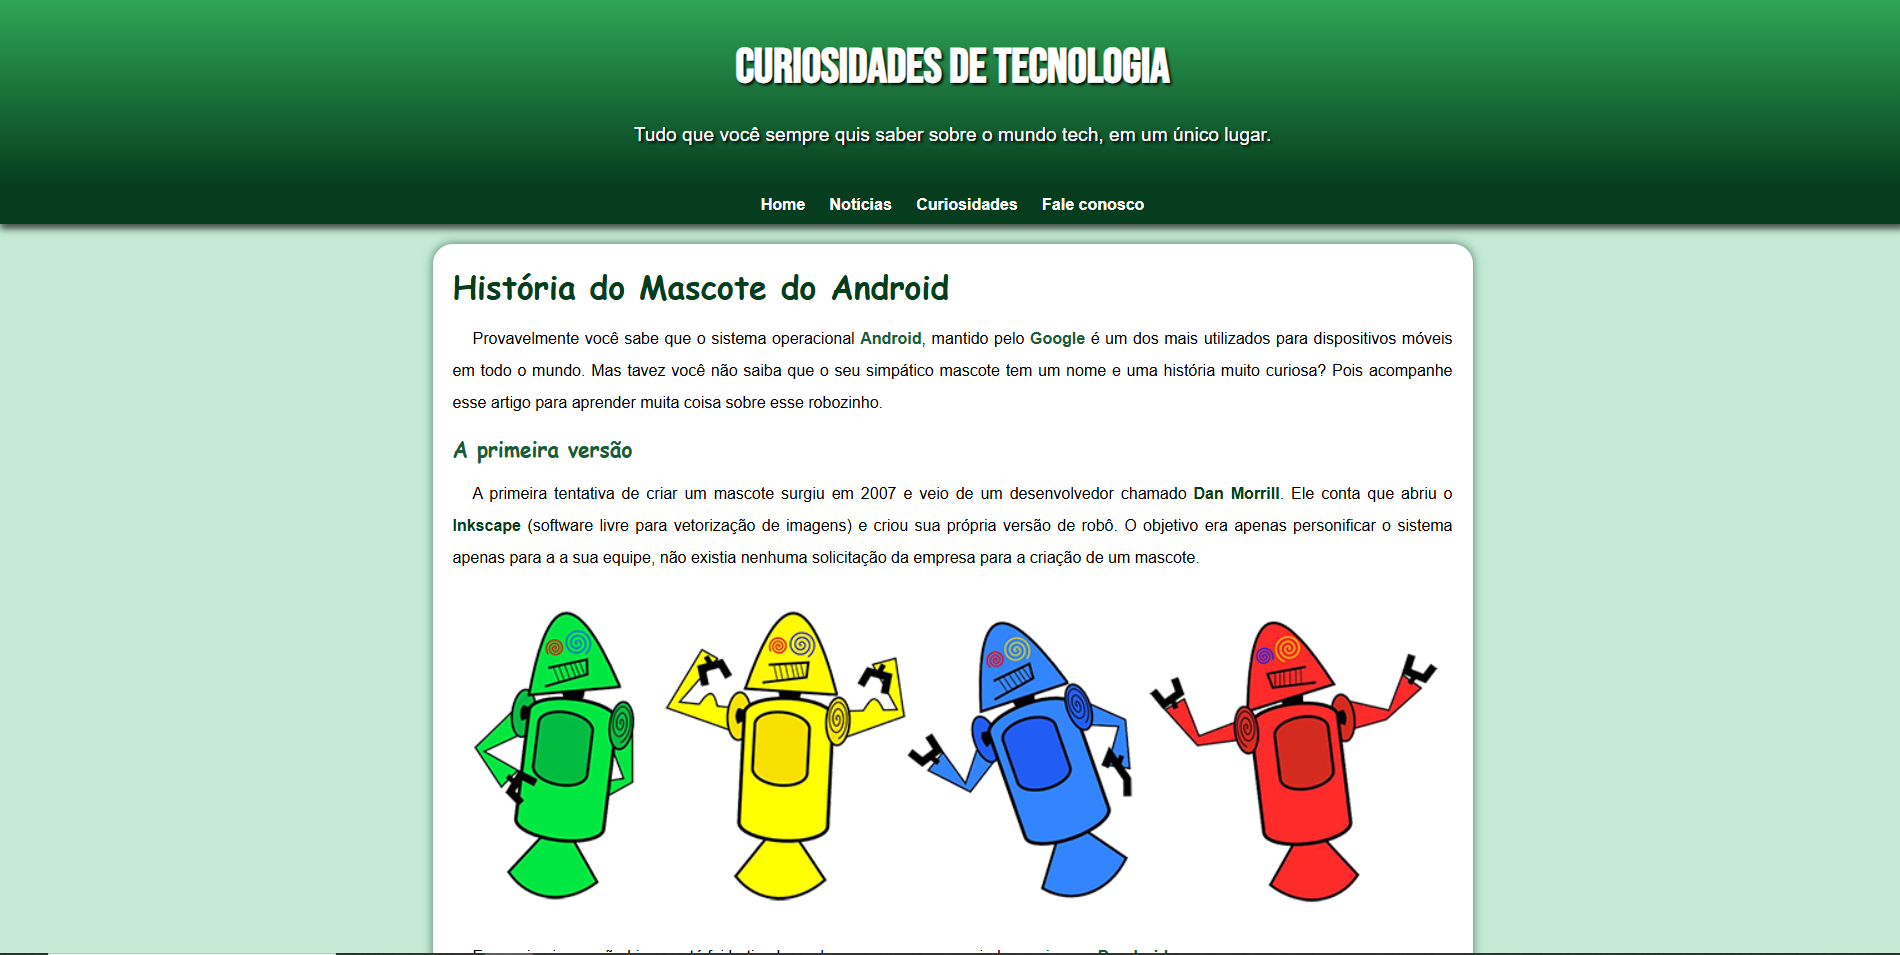 CURIOSIDADES DE TECNOLOGIA
Tudo que você sempre quis saber sobre o mundo tech, em um único lugar.
Home Notícias Curiosidades Fale conosco
História do Mascote do Android
Provavelmente você sabe que o sistema operacional Android, mantido pelo Google é um dos mais utilizados para dispositivos móveis
em todo o mundo. Mas tavez você não saiba que o seu simpático mascote tem um nome e uma história muito curiosa? Pois acompanhe
esse artigo para aprender muita coisa sobre esse robozinho.
A primeira versão
A primeira tentativa de criar um mascote surgiu em 2007 e veio de um desenvolvedor chamado Dan Morrill. Ele conta que abriu o
Inkscape (software livre para vetorização de imagens) e criou sua própria versão de robô. O objetivo era apenas personificar o sistema
apenas para a a sua equipe, não existia nenhuma solicitação da empresa para a criação de um mascote.